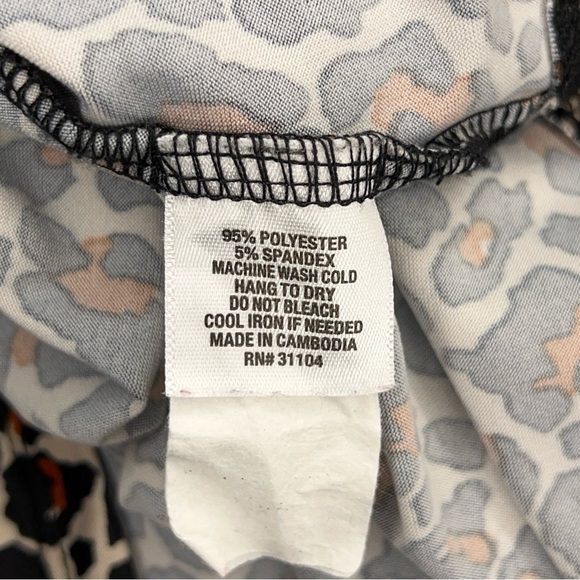 95% POLYESTER
5% SPANDEX
MACHINE WASH COLD
HANG TO DRY
DO NOT BLEACH
COOL IRON IF NEEDED
MADE IN CAMBODIA
RN# 31104